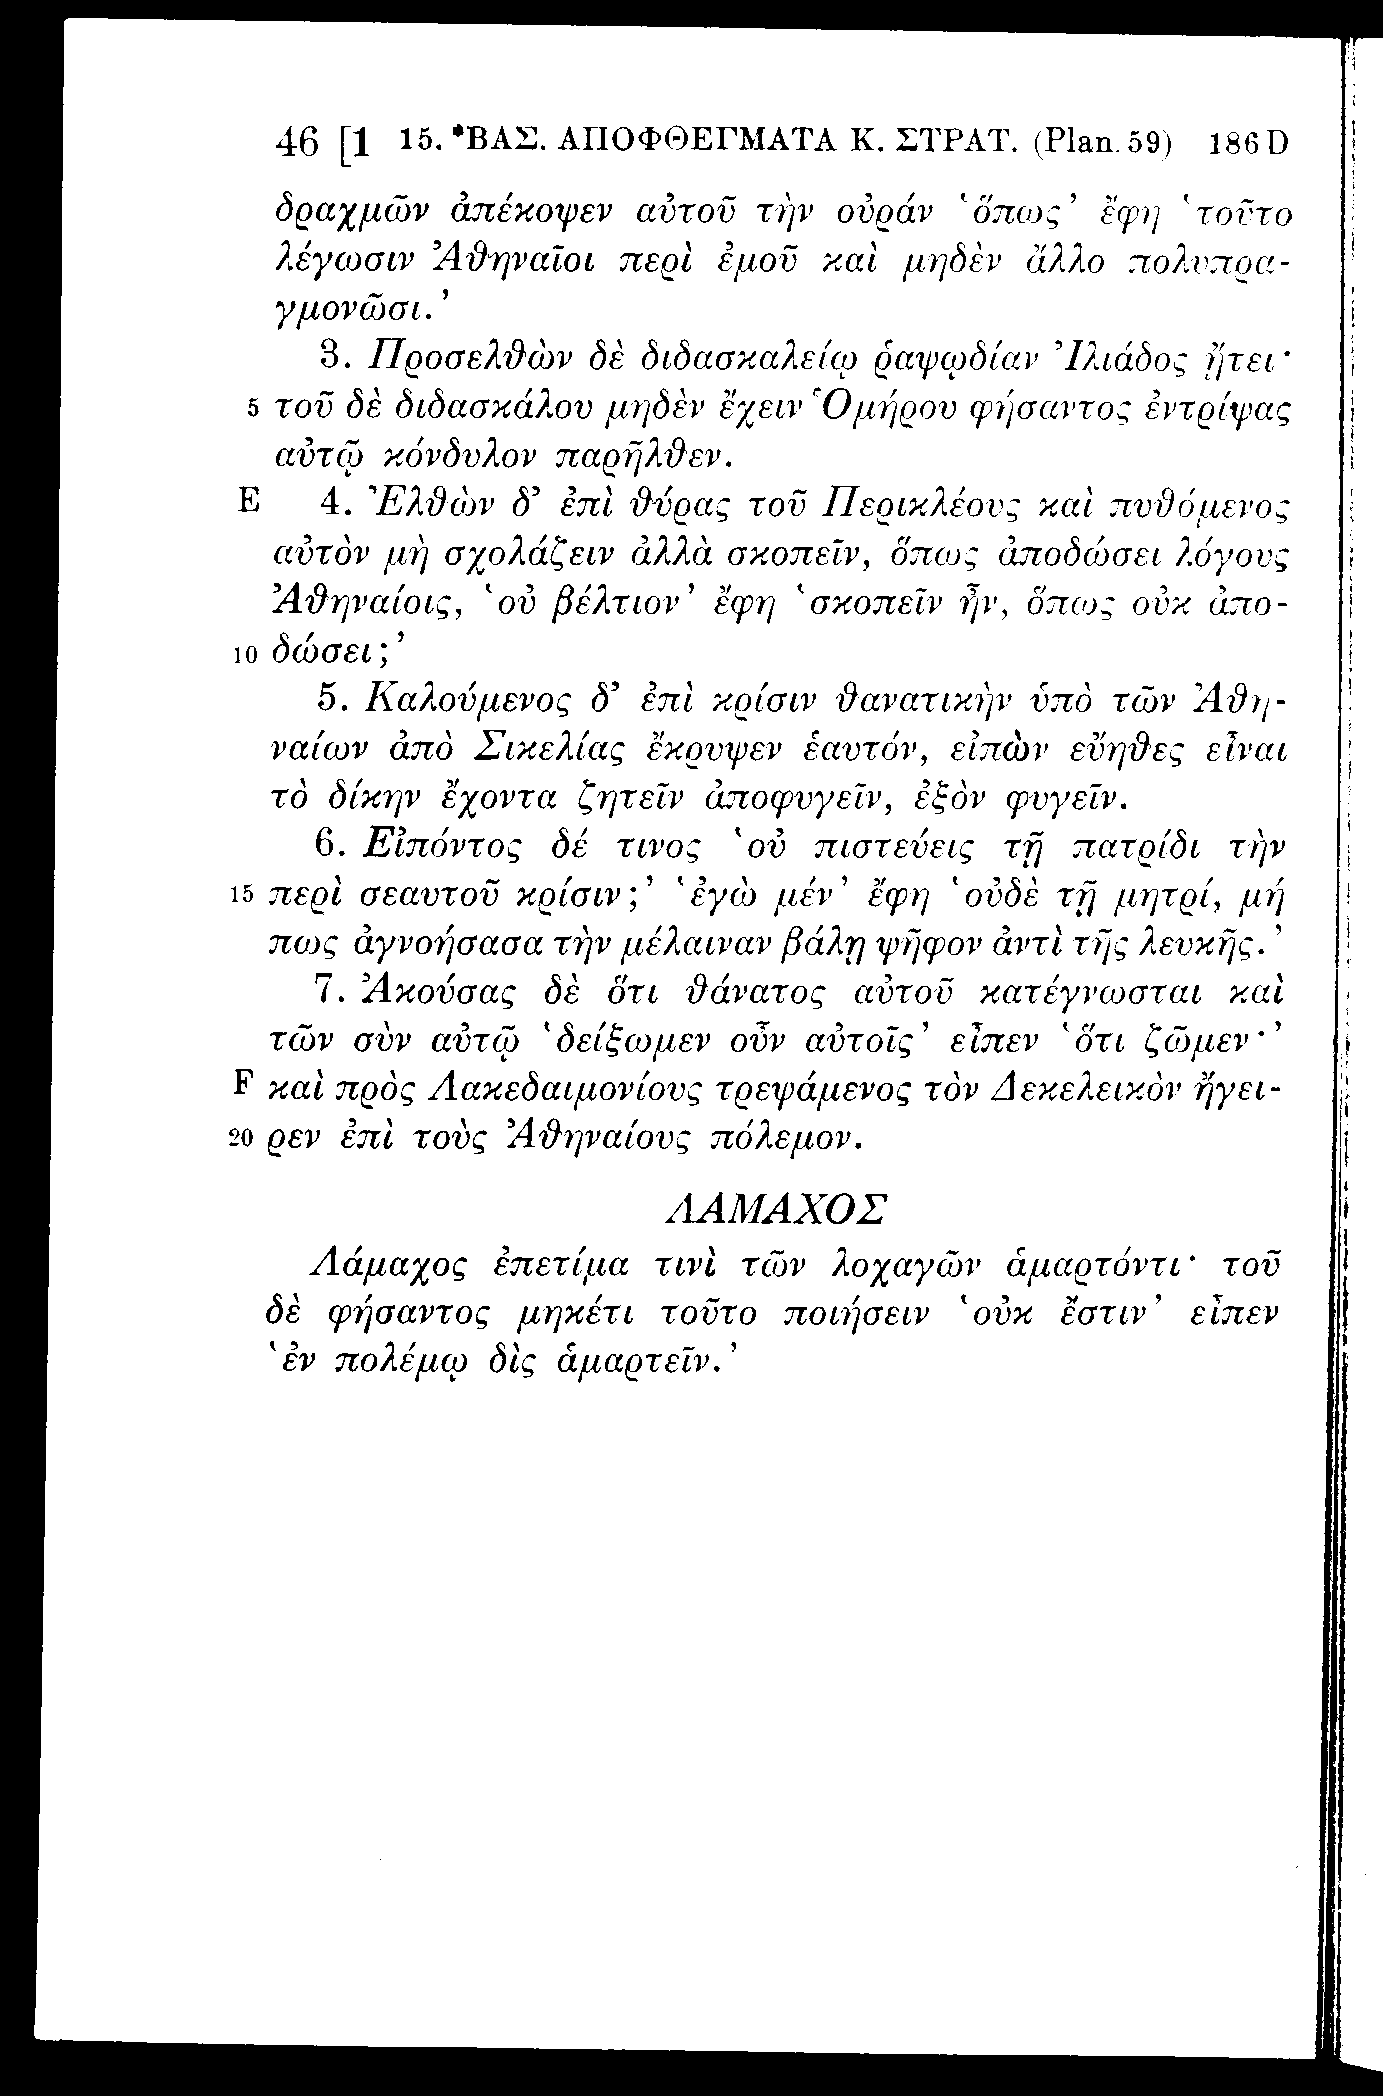 46 [1 15. *ΒΑΣ. ΑΠΟΦΘΕΓΜΑΤΑ Κ. ΣΤΡΑΤ. (Plan. 59) 186 D
δραχμῶν ἀπέκοψεν αὐτοῦ τὴν οὐράν ‘ὅπως’ ἔφη ‘τοῦτο
λέγωσιν Ἀθηναῖοι περὶ ἐμοῦ καὶ μηδὲν ἄλλο πολυπρα-
γμονῶσι.’
3. Προσελθὼν δὲ διδασκαλείῳ ῥαψῳδίαν Ἰλιάδος ᾔτει·
5 τοῦ δὲ διδασκάλου μηδὲν ἔχειν Ὁμήρου φήσαντος ἐντρίψας
αὐτῷ κόνδυλον παρῆλθεν.
E 4. Ἐλθὼν δ’ ἐπὶ θύρας τοῦ Περικλέους καὶ πυθόμενος
αὐτὸν μὴ σχολάζειν ἀλλὰ σκοπεῖν, ὅπως ἀποδώσει λόγους
Ἀθηναίοις, ‘οὐ βέλτιον’ ἔφη ‘σκοπεῖν ἦν, ὅπως οὐκ ἀπο-
10 δώσει;’
5. Καλούμενος δ’ ἐπὶ κρίσιν θανατικὴν ὑπὸ τῶν Ἀθη-
ναίων ἀπὸ Σικελίας ἔκρυψεν ἑαυτόν, εἰπὼν εὔηθες εἶναι
τὸ δίκην ἔχοντα ζητεῖν ἀποφυγεῖν, ἐξὸν φυγεῖν.
6. Εἰπόντος δέ τινος ‘οὐ πιστεύεις τῇ πατρίδι τὴν
15 περὶ σεαυτοῦ κρίσιν;’ ‘ἐγὼ μέν’ ἔφη ‘οὐδὲ τῇ μητρί, μή
πως ἀγνοήσασα τὴν μέλαιναν βάλῃ ψῆφον ἀντὶ τῆς λευκῆς.’
7. Ἀκούσας δὲ ὅτι θάνατος αὐτοῦ κατέγνωσται καὶ
τῶν σὺν αὐτῷ ‘δείξωμεν οὖν αὐτοῖς’ εἶπεν ‘ὅτι ζῶμεν·’
F καὶ πρὸς Λακεδαιμονίους τρεψάμενος τὸν Δεκελεικὸν ἤγει-
20 ρεν ἐπὶ τοὺς Ἀθηναίους πόλεμον.
ΛΑΜΑΧΟΣ
Λάμαχος ἐπετίμα τινὶ τῶν λοχαγῶν ἁμαρτόντι· τοῦ
δὲ φήσαντος μηκέτι τοῦτο ποιήσειν ‘οὐκ ἔστιν’ εἶπεν
‘ἐν πολέμῳ δὶς ἁμαρτεῖν.’